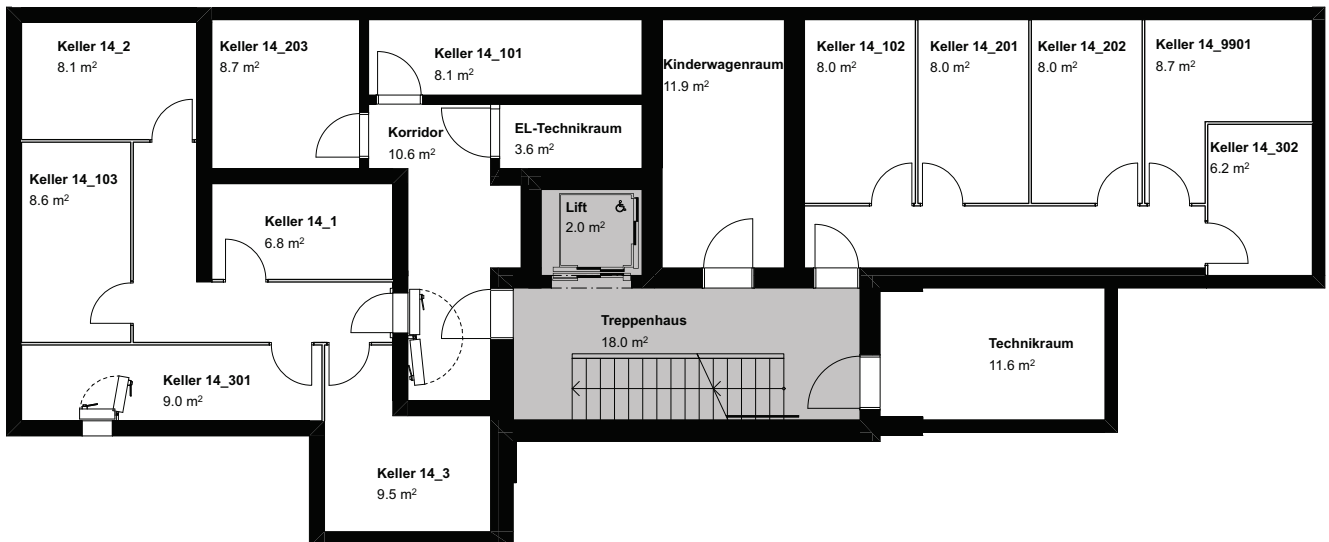 Keller 14_2
8.1 m²
Keller 14_203
8.7 m²
Keller 14_101
8.1 m²
Kinderwagenraum
11.9 m²
Keller 14_102
8.0 m²
Keller 14_201
8.0 m²
Keller 14_202
8.0 m²
Keller 14_9901
8.7 m²
Korridor
10.6 m²
EL-Technikraum
3.6 m²
Keller 14_302
6.2 m²
Keller 14_103
8.6 m²
Keller 14_1
6.8 m²
Lift
2.0 m²
Treppenhaus
18.0 m²
Technikraum
11.6 m²
Keller 14_301
9.0 m²
Keller 14_3
9.5 m²